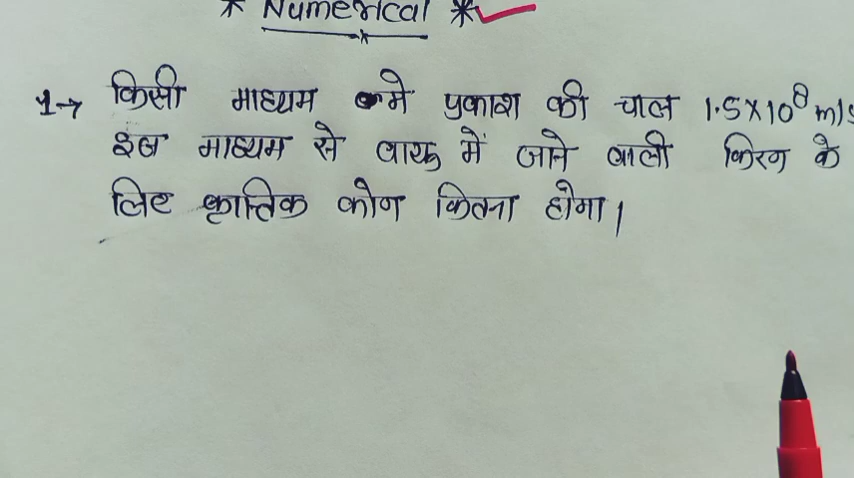 * Numerical *
1→ किसी माध्यम मे प्रकाश की चाल 1.5×10⁸ m/s
इस माध्यम से वायु में जाने वाली किरण के
लिए क्रान्तिक कोण कितना होगा।